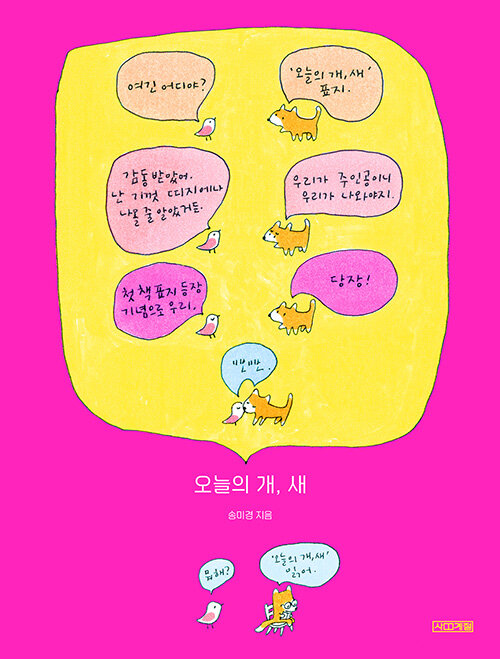 여긴 어디야?
'오늘의 개, 새'
표지.
감동 받았어.
난 기껏 띠지에나
나올 줄 알았거든.
우리가 주인공이니
우리가 나와야지.
첫 책 표지 등장
기념으로 우리,
당장!
이번만.
오늘의 개, 새
송미경 지음
뭐해?
'오늘의 개, 새'
읽어.
사계절